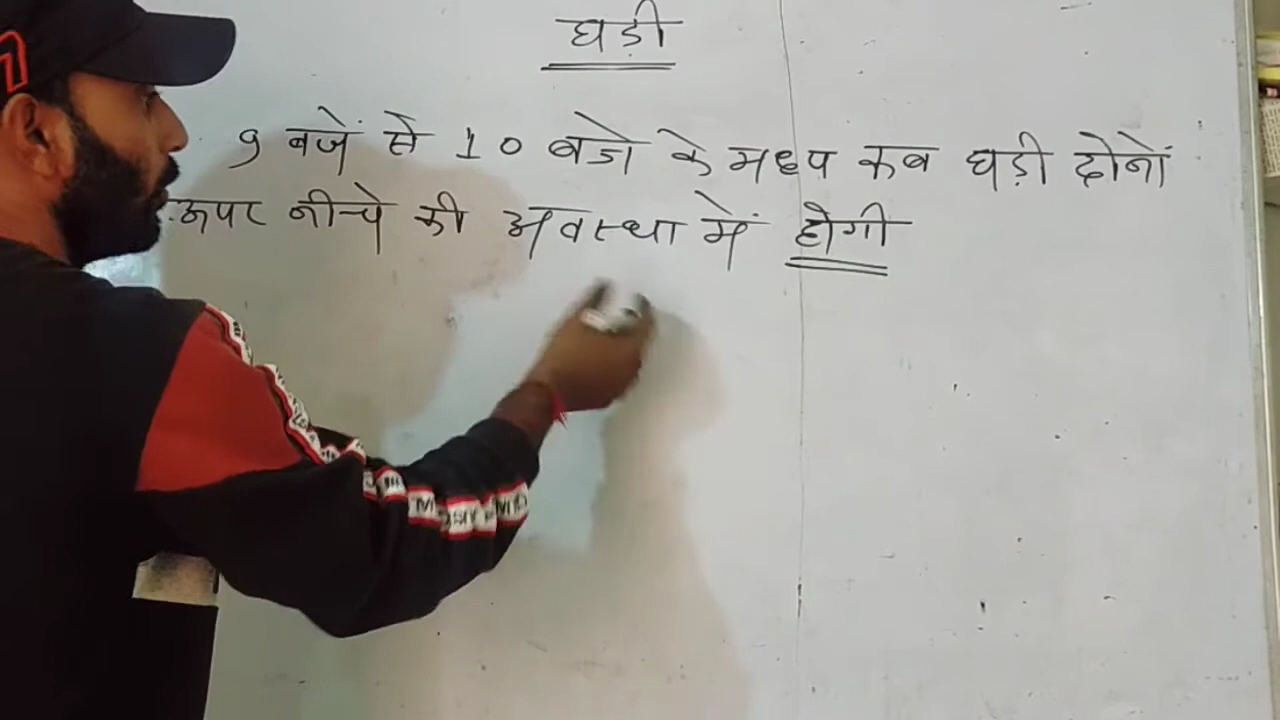 घड़ी
9 बजें से 10 बजे के मध्य कब घड़ी दोनों
ऊपर नीचे की अवस्था में होगी